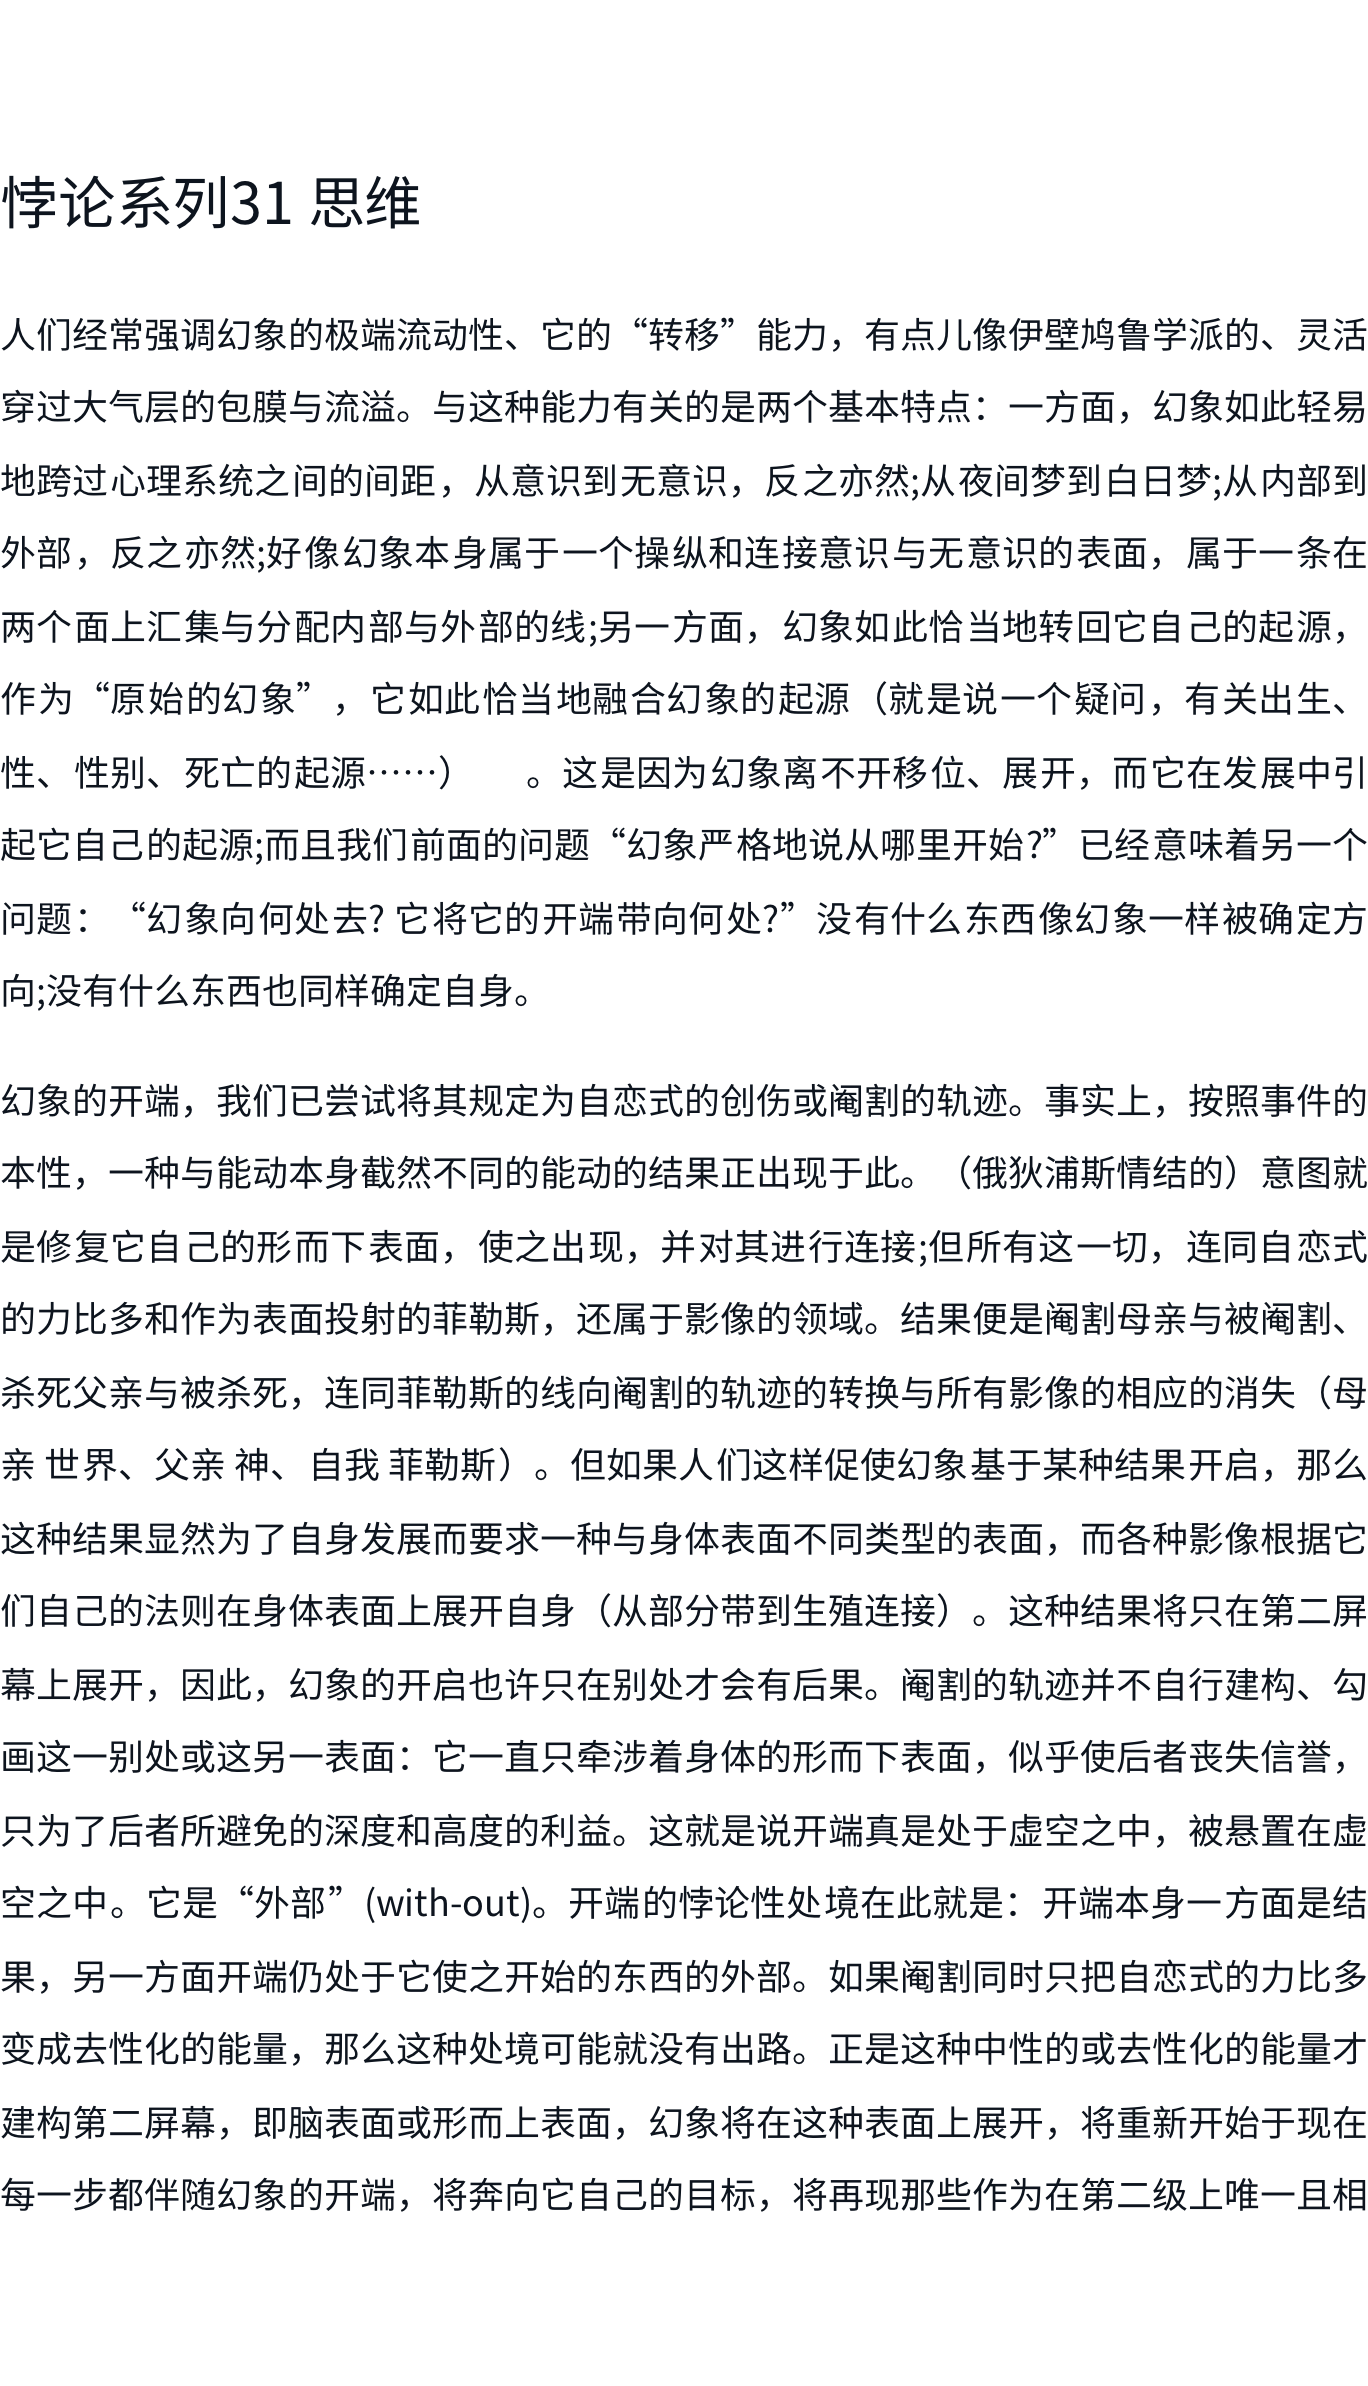 悖论系列31 思维
人们经常强调幻象的极端流动性、它的“转移”能力，有点儿像伊壁鸠鲁学派的、灵活
穿过大气层的包膜与流溢。与这种能力有关的是两个基本特点：一方面，幻象如此轻易
地跨过心理系统之间的间距，从意识到无意识，反之亦然;从夜间梦到白日梦;从内部到
外部，反之亦然;好像幻象本身属于一个操纵和连接意识与无意识的表面，属于一条在
两个面上汇集与分配内部与外部的线;另一方面，幻象如此恰当地转回它自己的起源，
作为“原始的幻象”，它如此恰当地融合幻象的起源（就是说一个疑问，有关出生、
性、性别、死亡的起源……）　。这是因为幻象离不开移位、展开，而它在发展中引
起它自己的起源;而且我们前面的问题“幻象严格地说从哪里开始?”已经意味着另一个
问题：“幻象向何处去? 它将它的开端带向何处?”没有什么东西像幻象一样被确定方
向;没有什么东西也同样确定自身。
幻象的开端，我们已尝试将其规定为自恋式的创伤或阉割的轨迹。事实上，按照事件的
本性，一种与能动本身截然不同的能动的结果正出现于此。（俄狄浦斯情结的）意图就
是修复它自己的形而下表面，使之出现，并对其进行连接;但所有这一切，连同自恋式
的力比多和作为表面投射的菲勒斯，还属于影像的领域。结果便是阉割母亲与被阉割、
杀死父亲与被杀死，连同菲勒斯的线向阉割的轨迹的转换与所有影像的相应的消失（母
亲 世界、父亲 神、自我 菲勒斯）。但如果人们这样促使幻象基于某种结果开启，那么
这种结果显然为了自身发展而要求一种与身体表面不同类型的表面，而各种影像根据它
们自己的法则在身体表面上展开自身（从部分带到生殖连接）。这种结果将只在第二屏
幕上展开，因此，幻象的开启也许只在别处才会有后果。阉割的轨迹并不自行建构、勾
画这一别处或这另一表面：它一直只牵涉着身体的形而下表面，似乎使后者丧失信誉，
只为了后者所避免的深度和高度的利益。这就是说开端真是处于虚空之中，被悬置在虚
空之中。它是“外部”(with-out)。开端的悖论性处境在此就是：开端本身一方面是结
果，另一方面开端仍处于它使之开始的东西的外部。如果阉割同时只把自恋式的力比多
变成去性化的能量，那么这种处境可能就没有出路。正是这种中性的或去性化的能量才
建构第二屏幕，即脑表面或形而上表面，幻象将在这种表面上展开，将重新开始于现在
每一步都伴随幻象的开端，将奔向它自己的目标，将再现那些作为在第二级上唯一且相